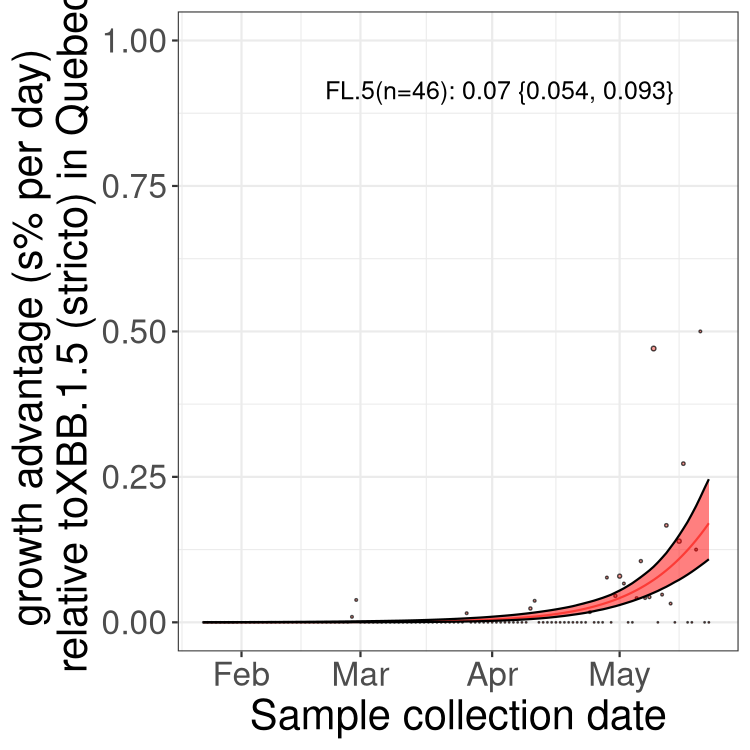 growth advantage (s% per day)
relative toXBB.1.5 (stricto) in Quebec
1.00
0.75
0.50
0.25
0.00
FL.5(n=46): 0.07 {0.054, 0.093}
Feb Mar Apr May
Sample collection date